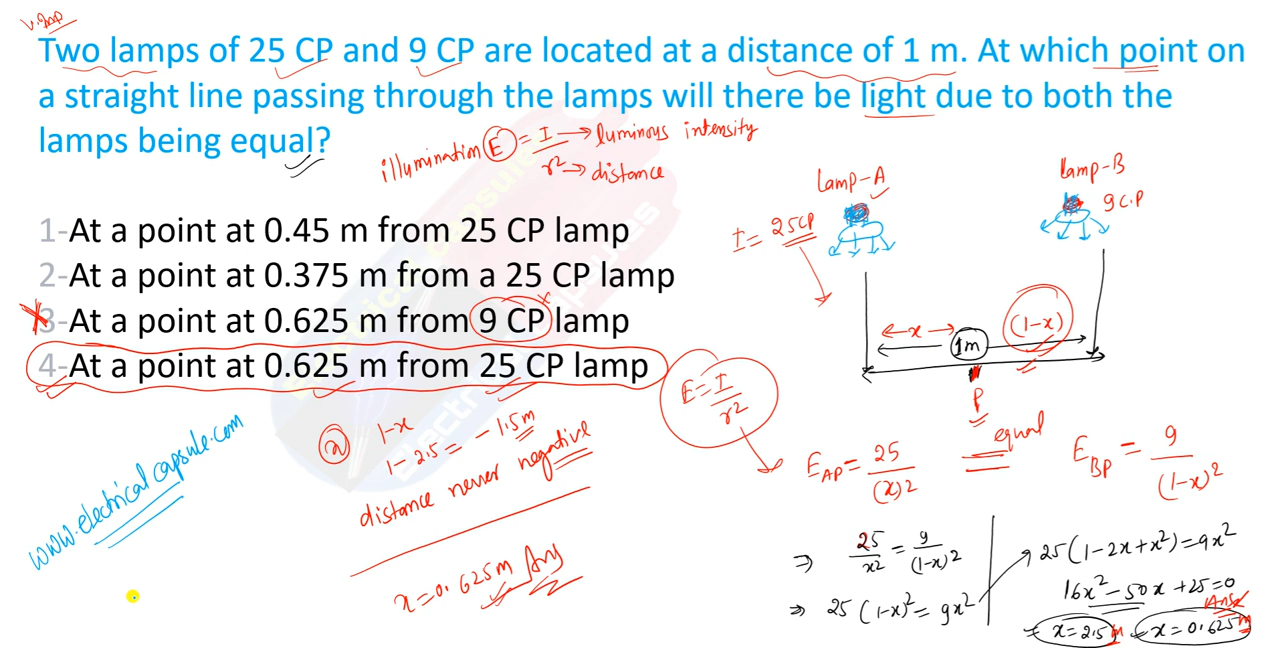 V. Imp
Two lamps of 25 CP and 9 CP are located at a distance of 1 m. At which point on
a straight line passing through the lamps will there be light due to both the
lamps being equal?
illumination E = I → luminous intensity
r² → distance
lamp-A
lamp-B
I = 25CP
9C.P
1-At a point at 0.45 m from 25 CP lamp
2-At a point at 0.375 m from a 25 CP lamp
3-At a point at 0.625 m from 9 CP lamp
4-At a point at 0.625 m from 25 CP lamp
x
1m
(1-x)
P
E = I/r²
www.electricalcapsule.com
1-x
1-2.5 = -1.5m
distance never negative
x=0.625m Ans
E_AP = 25/(x)²
equal
E_BP = 9/(1-x)²
⇒ 25/x² = 9/(1-x)²
⇒ 25(1-x)² = 9x²
25(1-2x+x²)=9x²
16x²-50x+25=0
Ans
x=2.5m
x=0.625m